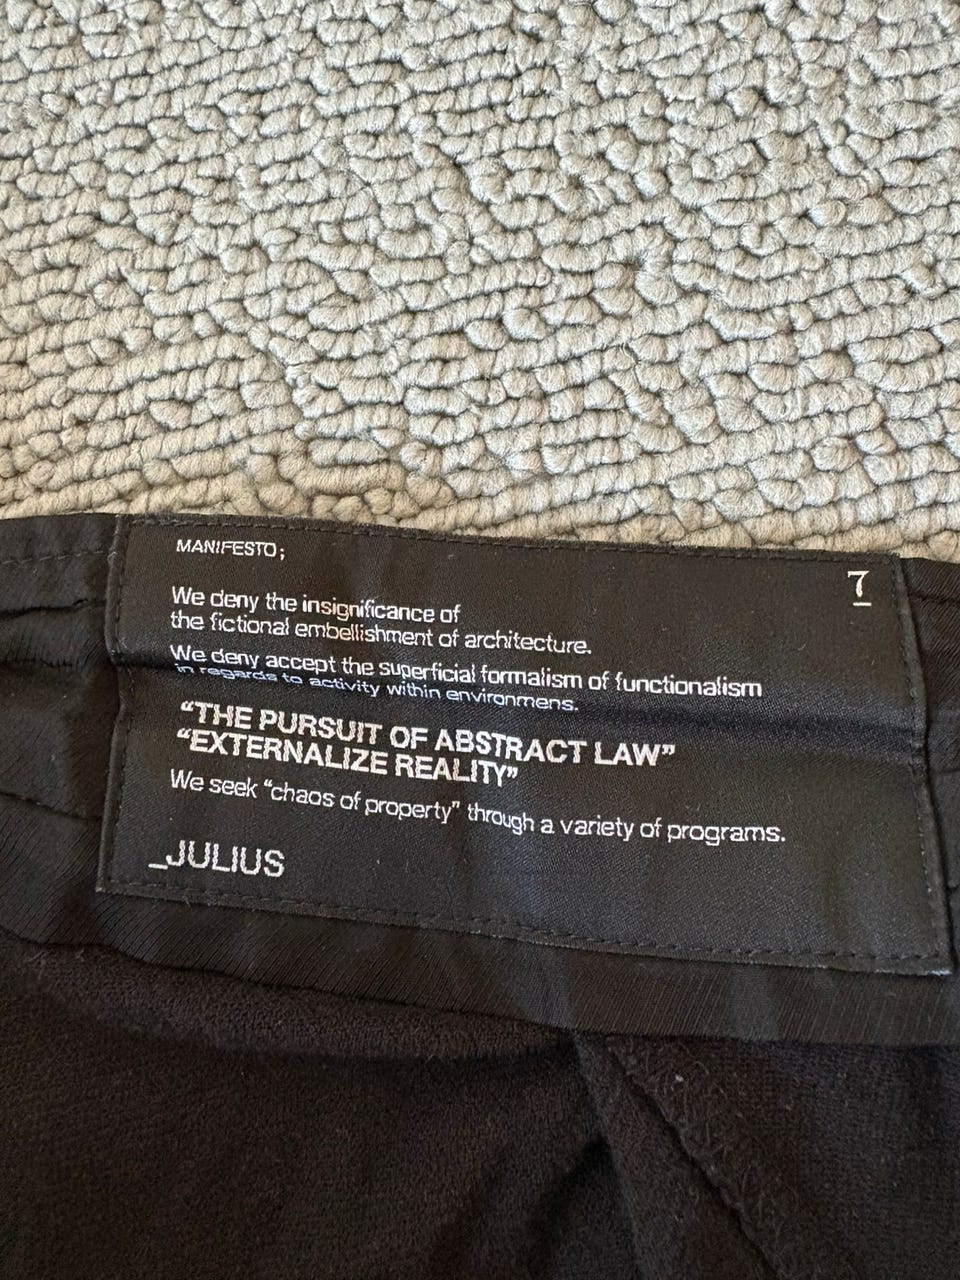 MANIFESTO;
7
We deny the insignificance of
the fictional embellishment of architecture.
We deny accept the superficial formalism of functionalism
in regards to activity within environmens.
“THE PURSUIT OF ABSTRACT LAW”
“EXTERNALIZE REALITY”
We seek “chaos of property” through a variety of programs.
_JULIUS